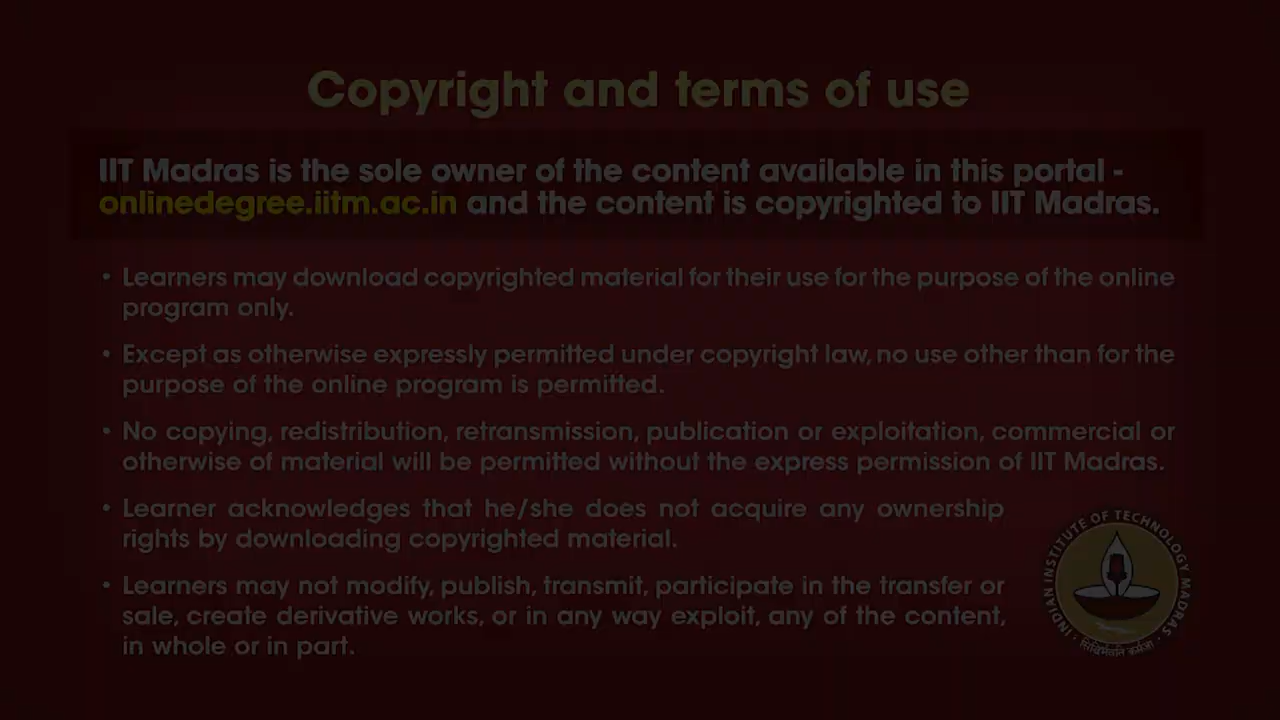 Copyright and terms of use
IIT Madras is the sole owner of the content available in this portal -
onlinedegree.iitm.ac.in and the content is copyrighted to IIT Madras.
• Learners may download copyrighted material for their use for the purpose of the online
program only.
• Except as otherwise expressly permitted under copyright law, no use other than for the
purpose of the online program is permitted.
• No copying, redistribution, retransmission, publication or exploitation, commercial or
otherwise of material will be permitted without the express permission of IIT Madras.
• Learner acknowledges that he/she does not acquire any ownership
rights by downloading copyrighted material.
• Learners may not modify, publish, transmit, participate in the transfer or
sale, create derivative works, or in any way exploit, any of the content,
in whole or in part.
INDIAN INSTITUTE OF TECHNOLOGY MADRAS